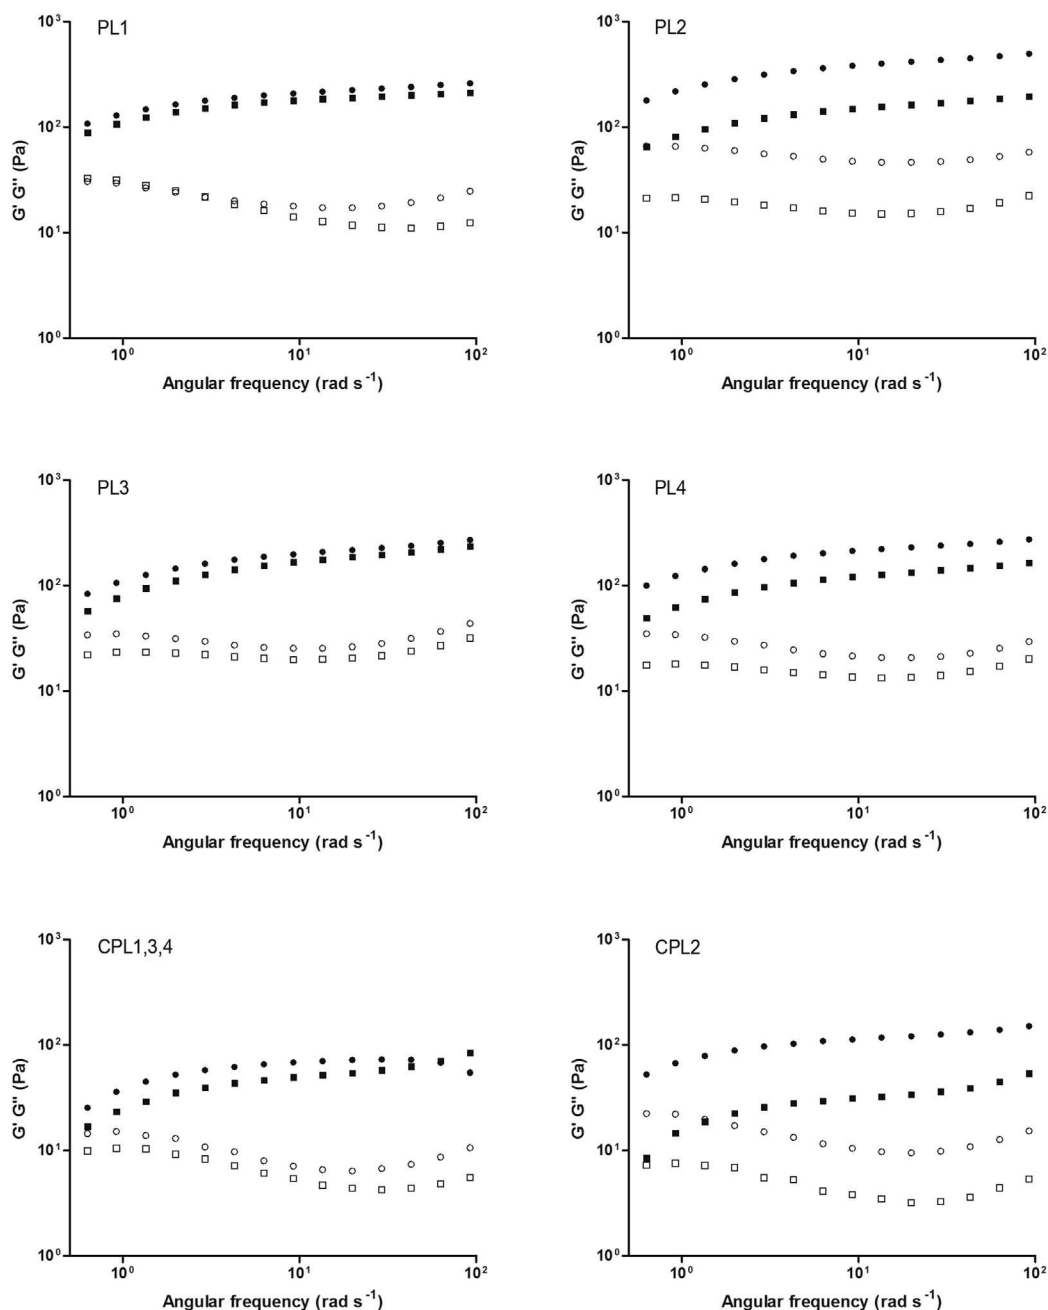 PL1
10³
10²
10¹
10⁰
G' G'' (Pa)
10⁰ 10¹ 10²
Angular frequency (rad s⁻¹)
PL2
10³
10²
10¹
10⁰
G' G'' (Pa)
10⁰ 10¹ 10²
Angular frequency (rad s⁻¹)
PL3
10³
10²
10¹
10⁰
G' G'' (Pa)
10⁰ 10¹ 10²
Angular frequency (rad s⁻¹)
PL4
10³
10²
10¹
10⁰
G' G'' (Pa)
10⁰ 10¹ 10²
Angular frequency (rad s⁻¹)
CPL1,3,4
10³
10²
10¹
10⁰
G' G'' (Pa)
10⁰ 10¹ 10²
Angular frequency (rad s⁻¹)
CPL2
10³
10²
10¹
10⁰
G' G'' (Pa)
10⁰ 10¹ 10²
Angular frequency (rad s⁻¹)